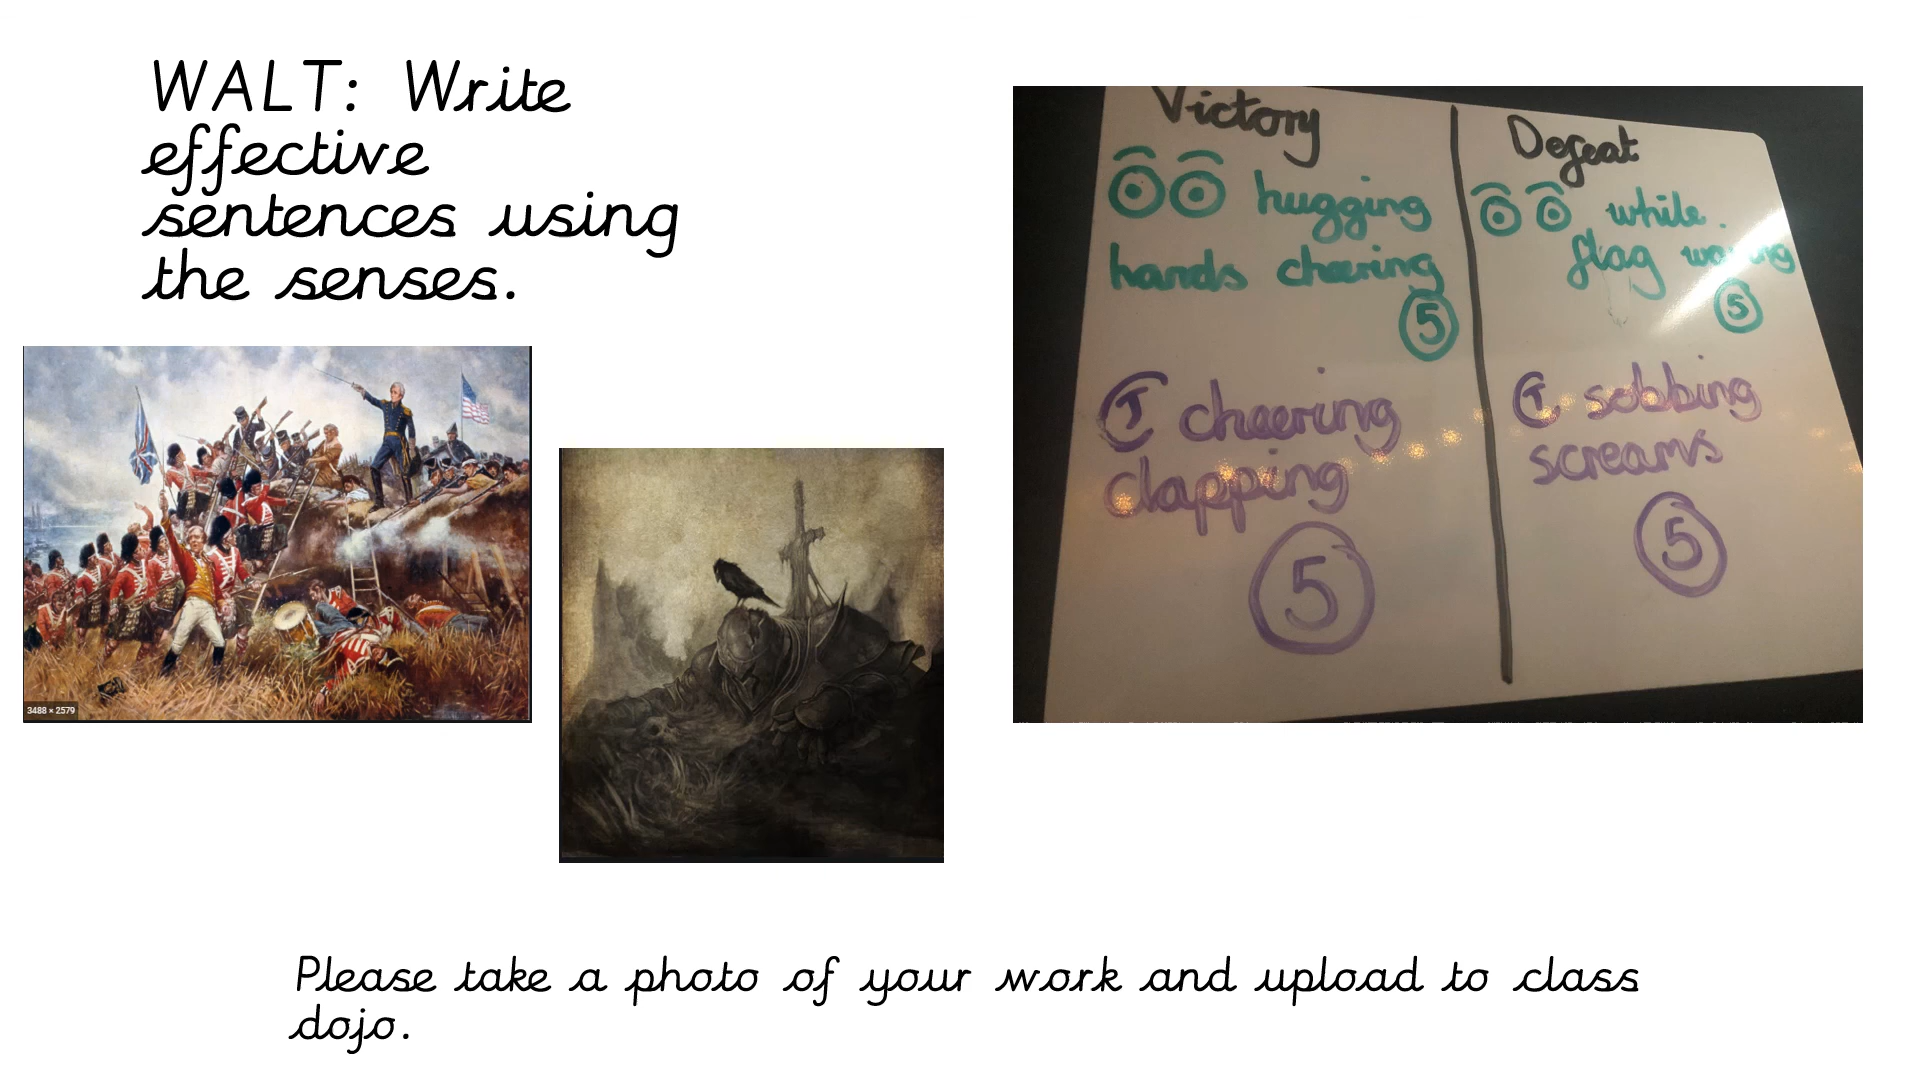 WALT: Write
effective
sentences using
the senses.
Victory
hugging
hands cheering
5
cheering
clapping
5
Defeat
while
flag waving
5
sobbing
screams
5
3488 × 2579
Please take a photo of your work and upload to class
dojo.